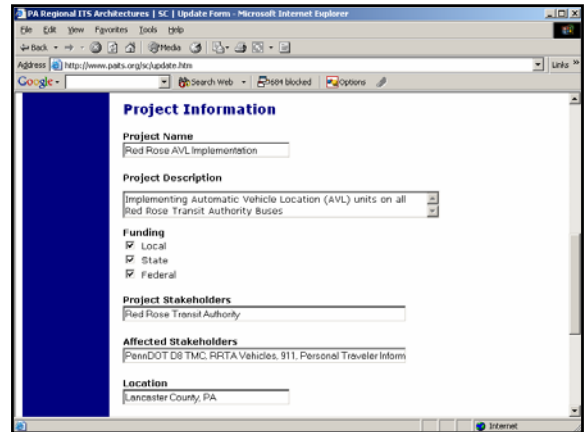 PA Regional ITS Architectures | SC | Update Form - Microsoft Internet Explorer
File Edit View Favorites Tools Help
Back Media
Address http://www.paits.org/sc/update.htm Links »
Google - Search Web 5684 blocked Options
Project Information
Project Name
Red Rose AVL Implementation
Project Description
Implementing Automatic Vehicle Location (AVL) units on all
Red Rose Transit Authority Buses
Funding
Local
State
Federal
Project Stakeholders
Red Rose Transit Authority
Affected Stakeholders
PennDOT D8 TMC, RRTA Vehicles, 911, Personal Traveler Inform
Location
Lancaster County, PA
Internet